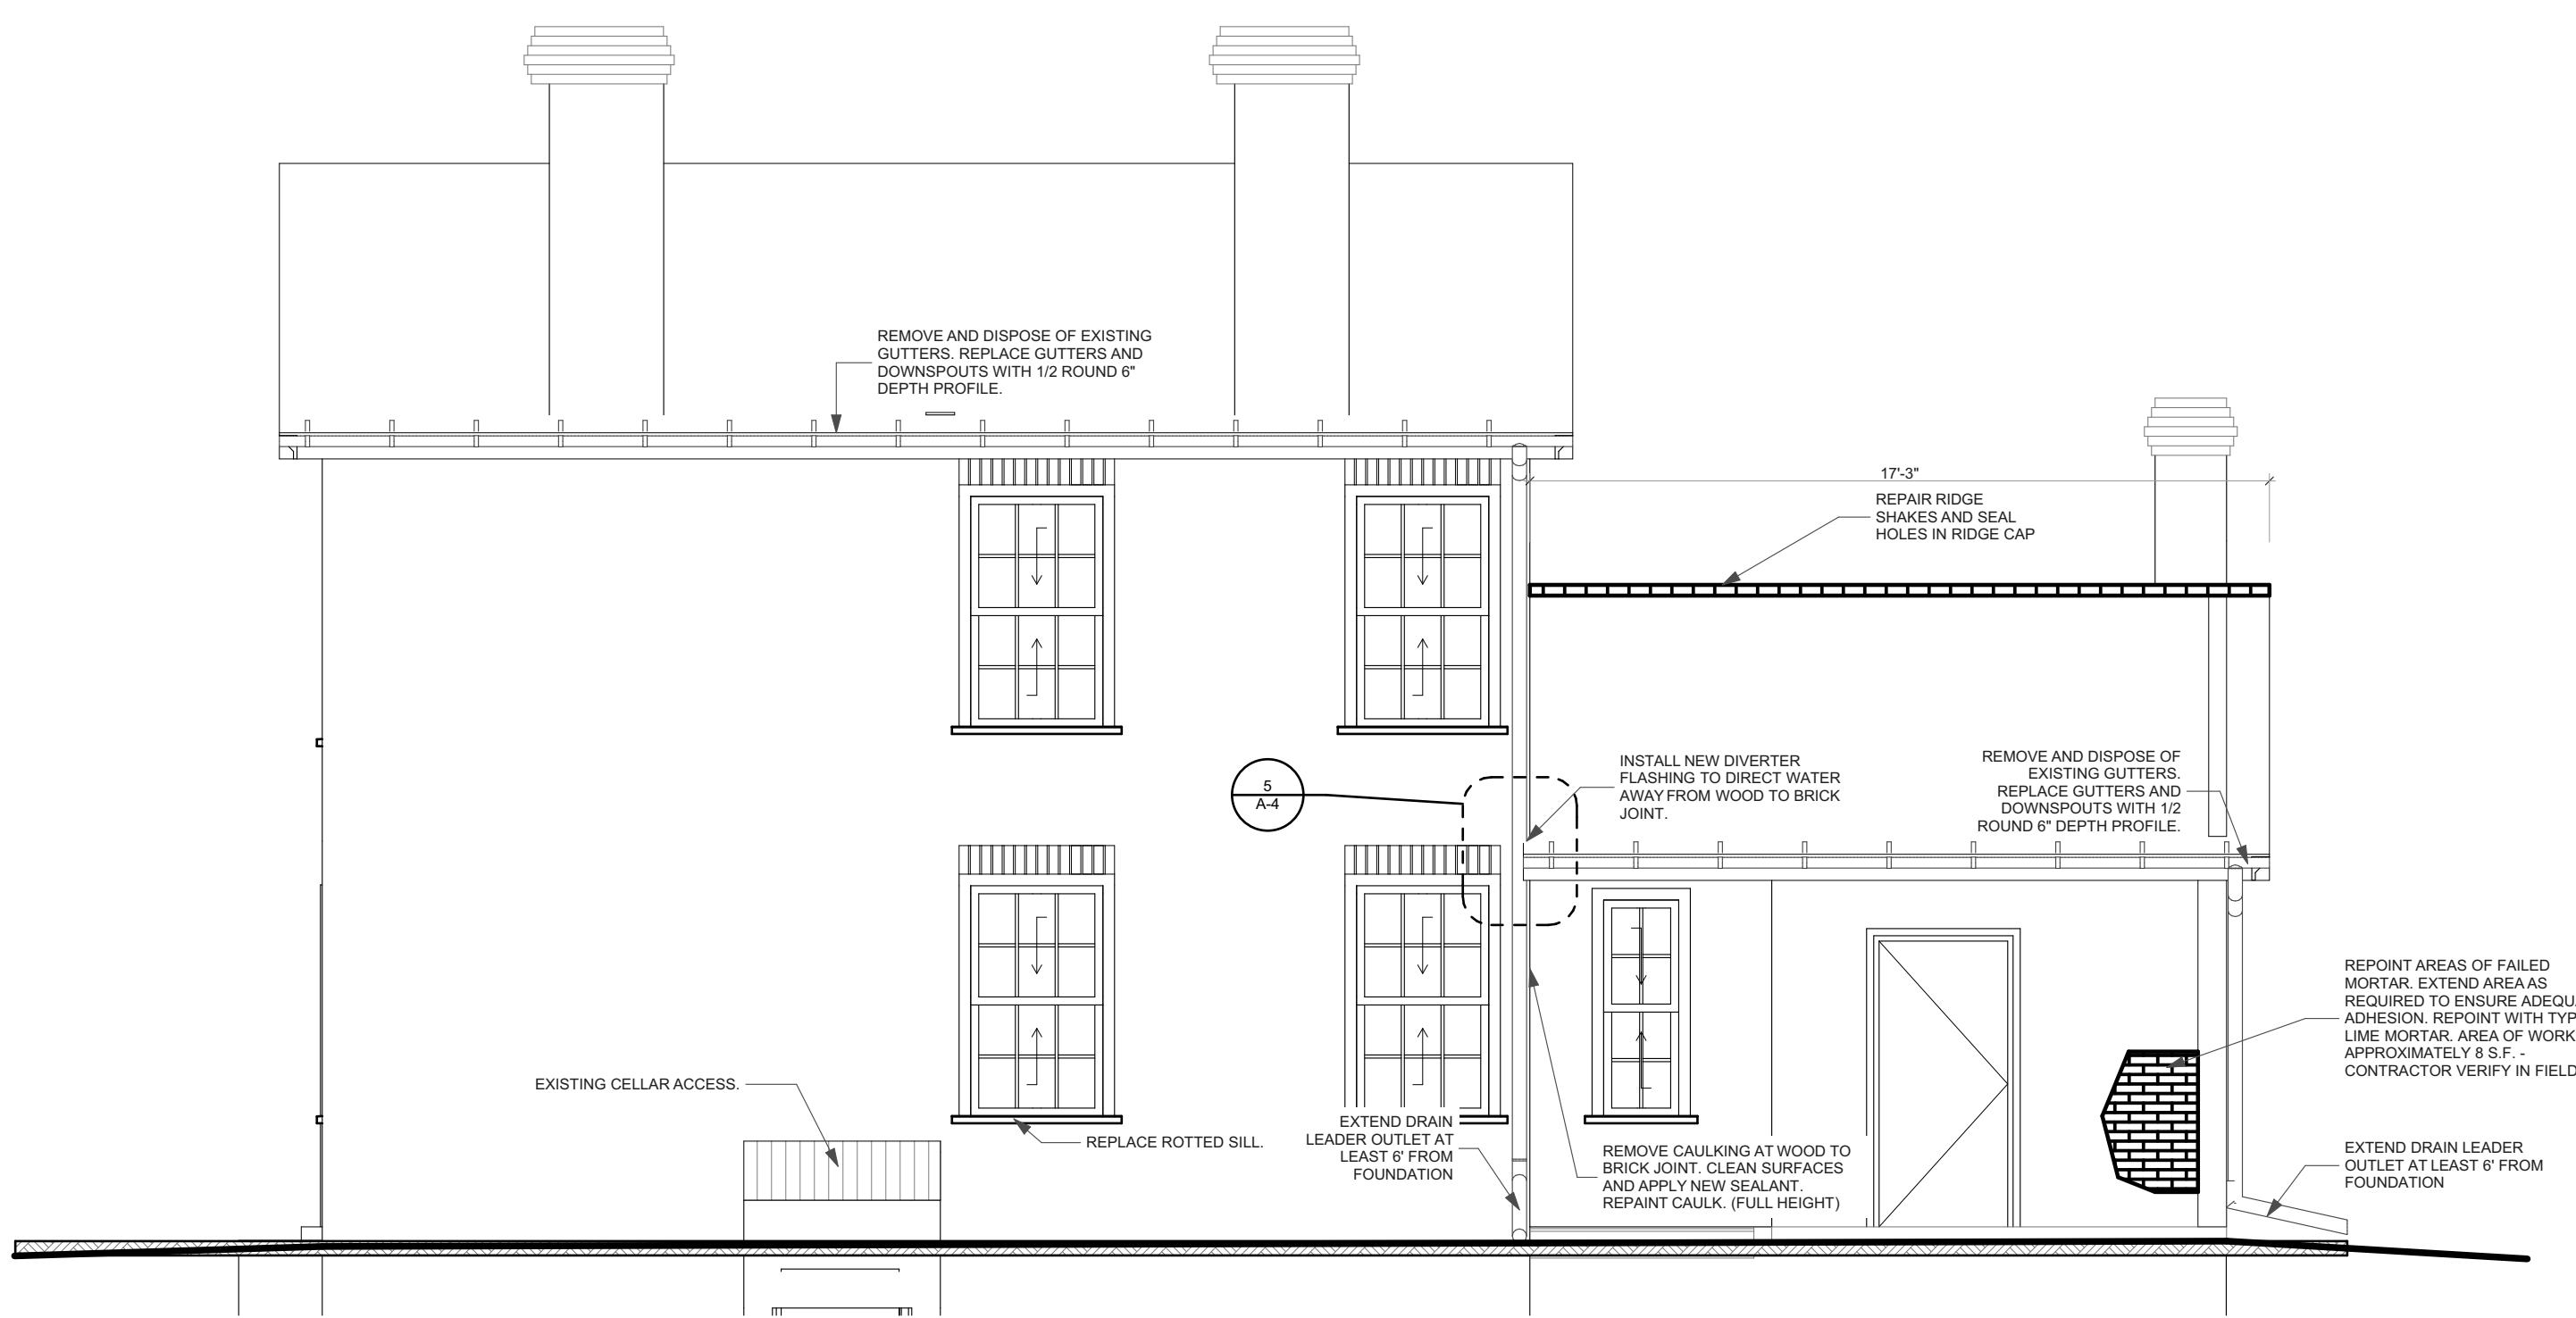 REMOVE AND DISPOSE OF EXISTING
GUTTERS. REPLACE GUTTERS AND
DOWNSPOUTS WITH 1/2 ROUND 6"
DEPTH PROFILE.
17'-3"
REPAIR RIDGE
SHAKES AND SEAL
HOLES IN RIDGE CAP
5
A-4
INSTALL NEW DIVERTER
FLASHING TO DIRECT WATER
AWAY FROM WOOD TO BRICK
JOINT.
REMOVE AND DISPOSE OF
EXISTING GUTTERS.
REPLACE GUTTERS AND
DOWNSPOUTS WITH 1/2
ROUND 6" DEPTH PROFILE.
REPOINT AREAS OF FAILED
MORTAR. EXTEND AREA AS
REQUIRED TO ENSURE
ADHESION. REPOINT WITH
LIME MORTAR. AREA OF WORK
APPROXIMATELY 8 S.F. -
CONTRACTOR VERIFY IN FIELD
EXISTING CELLAR ACCESS.
REPLACE ROTTED SILL.
EXTEND DRAIN
LEADER OUTLET AT
LEAST 6' FROM
FOUNDATION
REMOVE CAULKING AT WOOD TO
BRICK JOINT. CLEAN SURFACES
AND APPLY NEW SEALANT.
REPAINT CAULK. (FULL HEIGHT)
EXTEND DRAIN LEADER
OUTLET AT LEAST 6' FROM
FOUNDATION